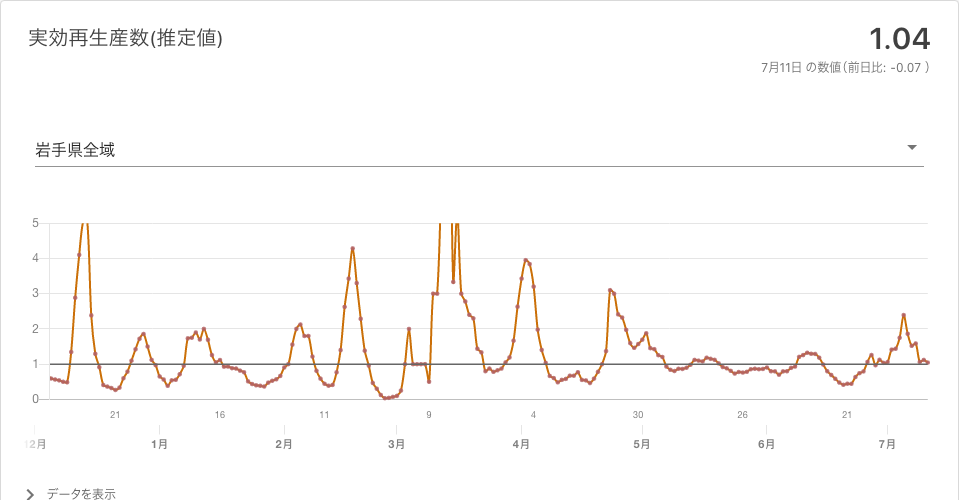 実効再生産数(推定値)
1.04
7月11日 の数値(前日比: -0.07 )
岩手県全域
5
4
3
2
1
0
21 16 11 9 4 30 26 21
12月 1月 2月 3月 4月 5月 6月 7月
データを表示